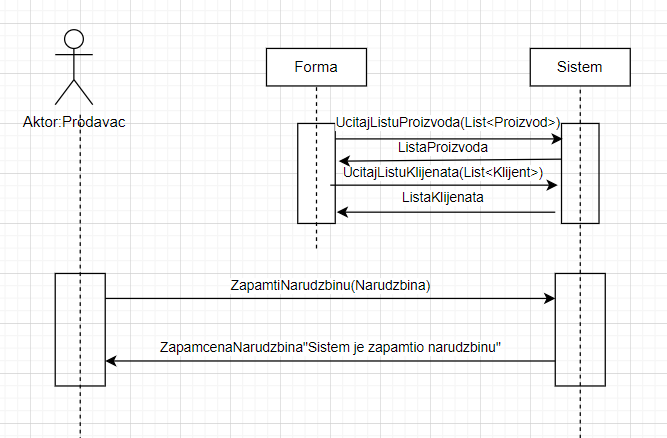 Forma
Sistem
Aktor:Prodavac
UcitajListuProizvoda(List<Proizvod>)
ListaProizvoda
UcitajListuKlijenata(List<Klijent>)
ListaKlijenata
ZapamtiNarudzbinu(Narudzbina)
ZapamcenaNarudzbina"Sistem je zapamtio narudzbinu"